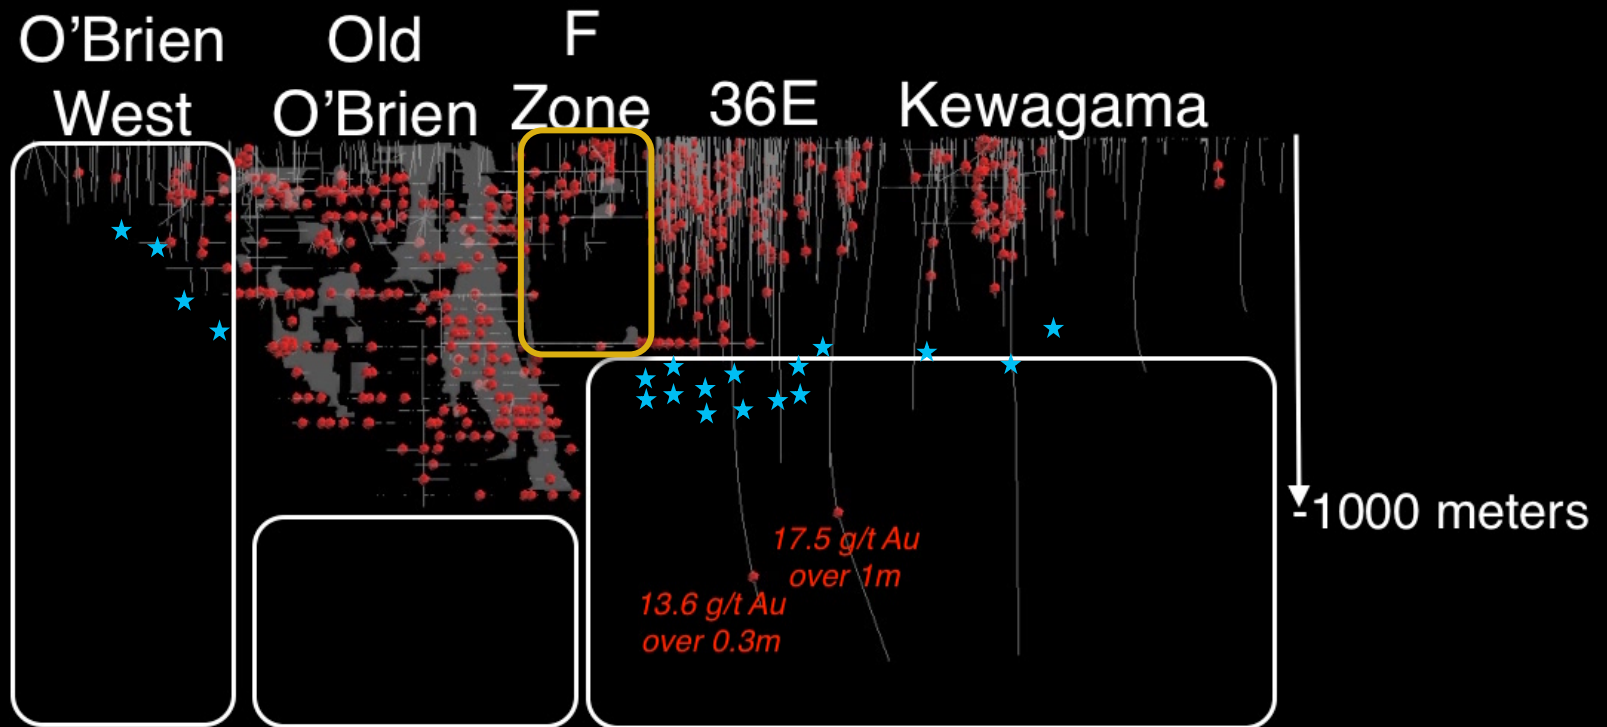 O’Brien
West
Old
O’Brien
F
Zone
36E
Kewagama
-1000 meters
17.5 g/t Au
over 1m
13.6 g/t Au
over 0.3m